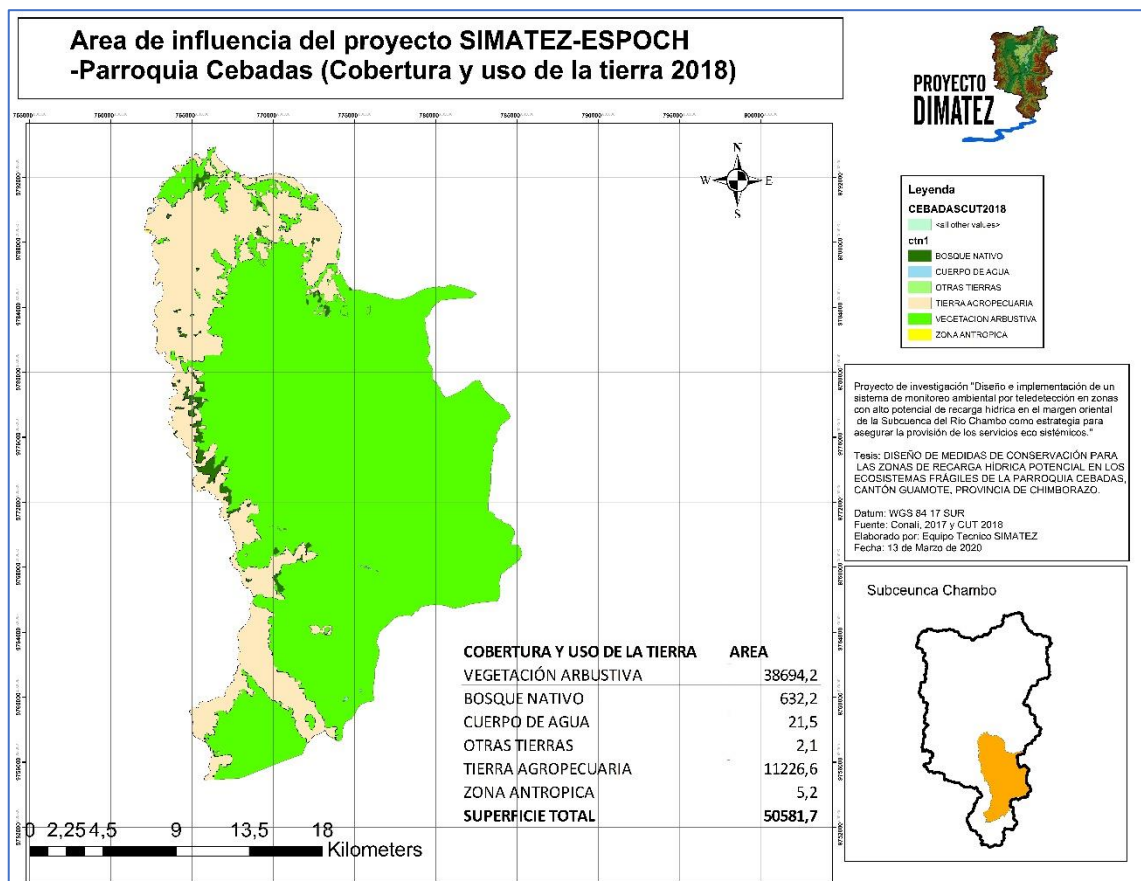 Area de influencia del proyecto SIMATEZ-ESPOCH
-Parroquia Cebadas (Cobertura y uso de la tierra 2018)
PROYECTO
DIMATEZ
765000 770000 775000 780000 785000 790000 795000 800000
N
W E
S
Leyenda
CEBADASCUT2018
<all other values>
ctn1
BOSQUE NATIVO
CUERPO DE AGUA
OTRAS TIERRAS
TIERRA AGROPECUARIA
VEGETACION ARBUSTIVA
ZONA ANTROPICA
Proyecto de investigación "Diseño e implementación de un
sistema de monitoreo ambiental por teledetección en zonas
con alto potencial de recarga hídrica en el margen oriental
de la Subcuenca del Río Chambo como estrategia para
asegurar la provisión de los servicios eco sistémicos."
Tesis: DISEÑO DE MEDIDAS DE CONSERVACIÓN PARA
LAS ZONAS DE RECARGA HÍDRICA POTENCIAL EN LOS
ECOSISTEMAS FRÁGILES DE LA PARROQUIA CEBADAS,
CANTÓN GUAMOTE, PROVINCIA DE CHIMBORAZO.
Datum: WGS 84 17 SUR
Fuente: Conali, 2017 y CUT 2018
Elaborado por: Equipo Tecnico SIMATEZ
Fecha: 13 de Marzo de 2020
Subceunca Chambo
COBERTURA Y USO DE LA TIERRA AREA
VEGETACIÓN ARBUSTIVA 38694,2
BOSQUE NATIVO 632,2
CUERPO DE AGUA 21,5
OTRAS TIERRAS 2,1
TIERRA AGROPECUARIA 11226,6
ZONA ANTROPICA 5,2
SUPERFICIE TOTAL 50581,7
0 2,25 4,5 9 13,5 18
Kilometers